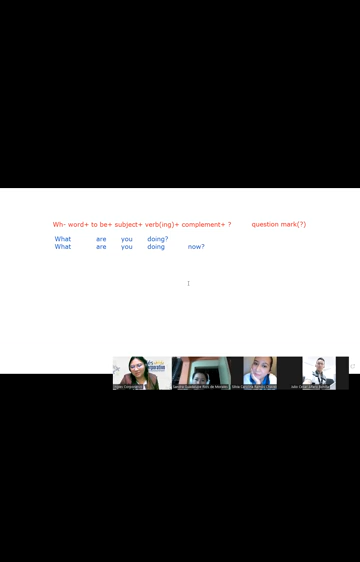 Wh- word+ to be+ subject+ verb(ing)+ complement+ ? question mark(?)
What are you doing?
What are you doing now?